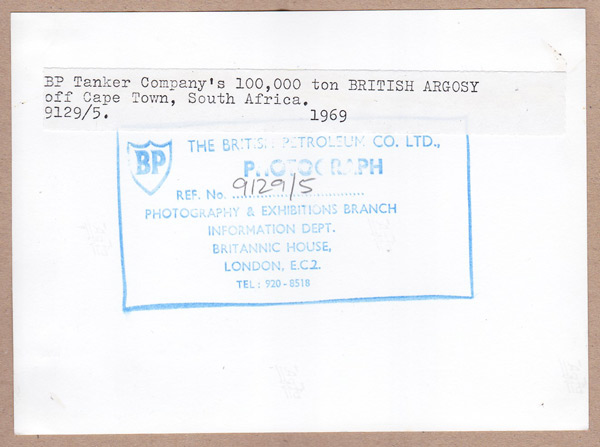 BP Tanker Company's 100,000 ton BRITISH ARGOSY
off Cape Town, South Africa.
9129/5. 1969
THE BRITISH PETROLEUM CO. LTD.,
BP
PHOTOGRAPH
REF. No. 9129/5
PHOTOGRAPHY & EXHIBITIONS BRANCH
INFORMATION DEPT.
BRITANNIC HOUSE,
LONDON, E.C.2.
TEL: 920-8518